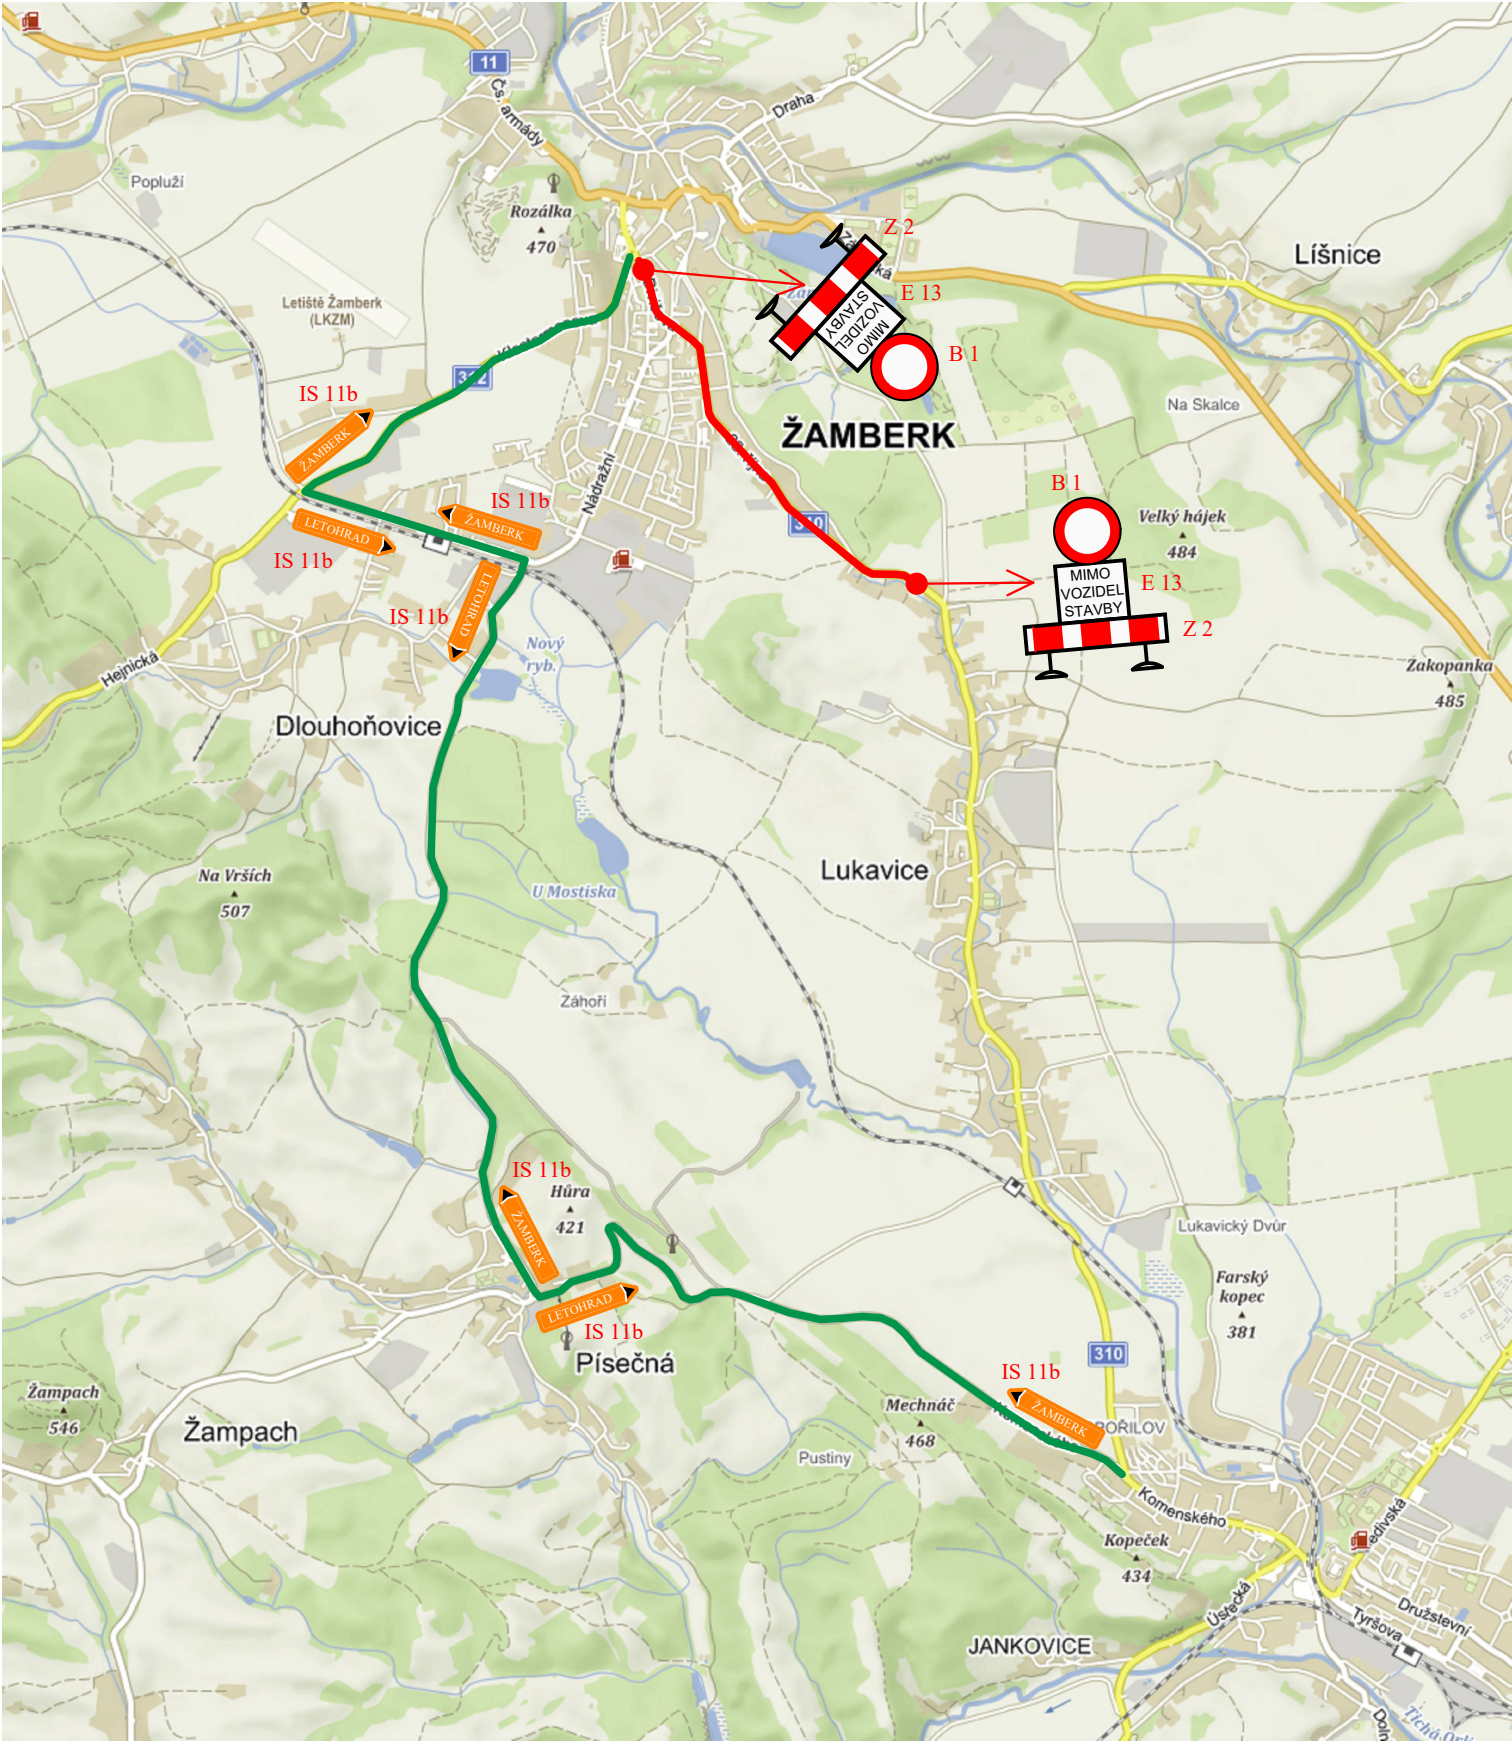 11
Čs. armády
Draha
Popluží
Rozálka
470
Líšnice
Z 2
E 13
MIMO
VOZIDEL
STAVBY
B 1
Letiště Žamberk
(LKZM)
312
IS 11b
ŽAMBERK
Na Skalce
ŽAMBERK
Nádražní
IS 11b
ŽAMBERK
LETOHRAD
IS 11b
310
B 1
Velký hájek
484
MIMO
VOZIDEL
STAVBY
E 13
Z 2
IS 11b
LETOHRAD
Nový
ryb.
Hejnická
Zakopanka
485
Dlouhoňovice
Na Vrších
507
U Mostiska
Lukavice
Záhoří
IS 11b
ŽAMBERK
Hůra
421
Lukavický Dvůr
Farský
kopec
381
LETOHRAD
IS 11b
Písečná
310
Žampach
546
Žampach
IS 11b
ŽAMBERK
Mechnáč
468
Pustiny
Komenského
Kopeček
434
Úsřecká
JANKOVICE
Družstevní
Tyršova
Tichá